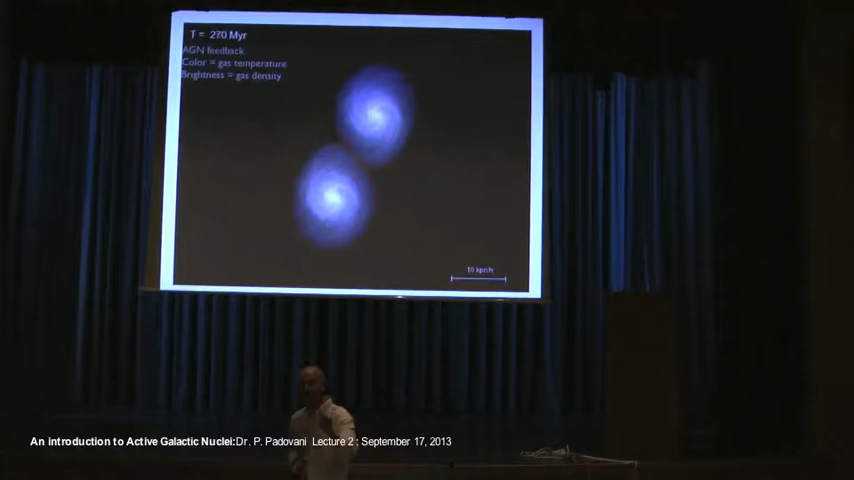 T = 270 Myr
AGN feedback
Color = gas temperature
Brightness = gas density
10 kpc/h
An introduction to Active Galactic Nuclei:Dr. P. Padovani Lecture 2 : September 17, 2013